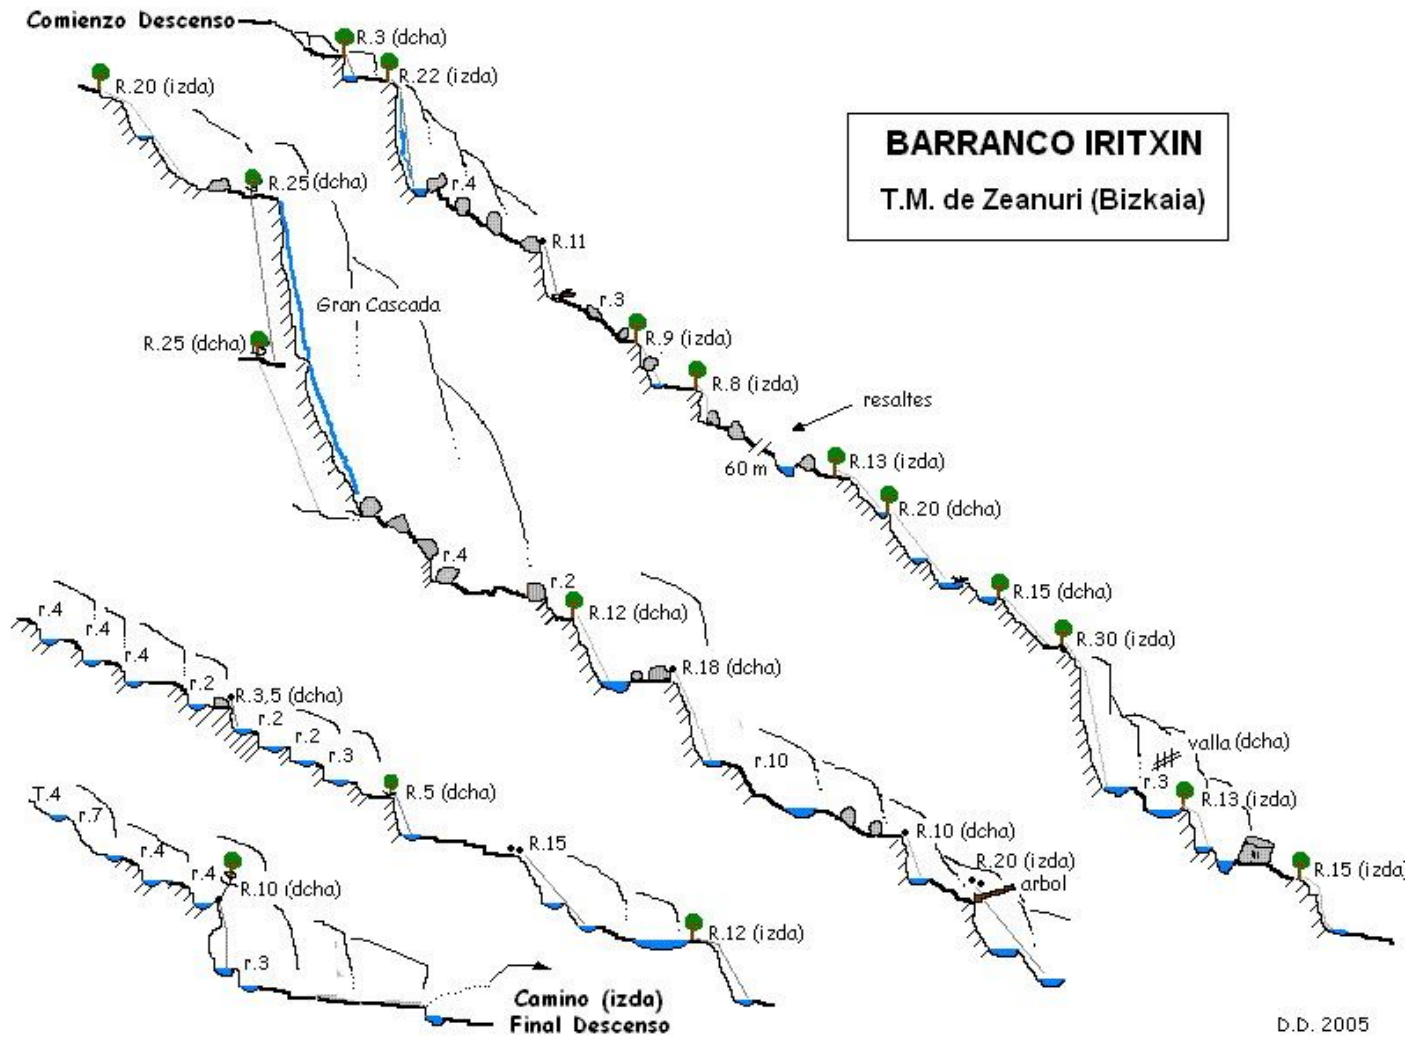 Comienzo Descenso
R.3 (dcha)
R.22 (izda)
r.4
R.11
r.3
R.9 (izda)
R.8 (izda)
resaltes
60 m
R.13 (izda)
R.20 (dcha)
R.15 (dcha)
R.30 (izda)
valla (dcha)
r.3
R.13 (izda)
R.15 (izda)
BARRANCO IRITXIN
T.M. de Zeanuri (Bizkaia)
R.20 (izda)
R.25 (dcha)
Gran Cascada
R.25 (dcha)
r.4
r.2
R.12 (dcha)
R.18 (dcha)
r.10
R.10 (dcha)
R.20 (izda)
arbol
r.4
r.4
r.4
r.2
R.3,5 (dcha)
r.2
r.2
r.3
R.5 (dcha)
R.15
R.12 (izda)
T.4
r.7
r.4
r.4
R.10 (dcha)
r.3
Camino (izda)
Final Descenso
D.D. 2005